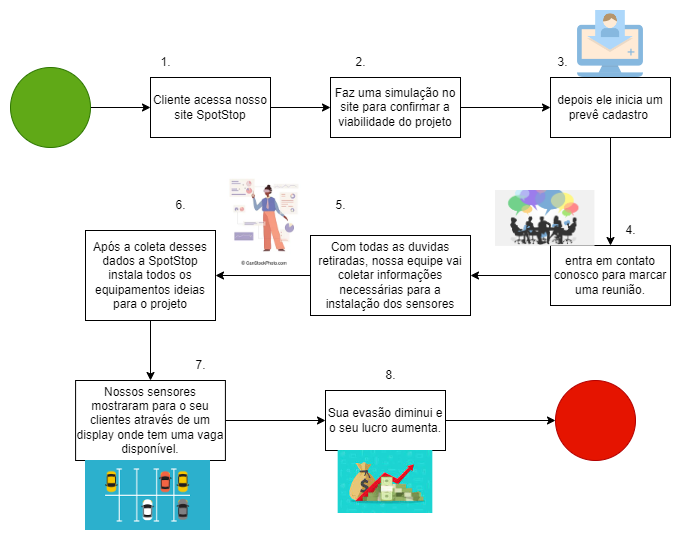 1.
Cliente acessa nosso
site SpotStop
2.
Faz uma simulação no
site para confirmar a
viabilidade do projeto
3.
depois ele inicia um
prevê cadastro
4.
entra em contato
conosco para marcar
uma reunião.
5.
Com todas as duvidas
retiradas, nossa equipe vai
coletar informações
necessárias para a
instalação dos sensores
© CanStockPhoto.com
6.
Após a coleta desses
dados a SpotStop
instala todos os
equipamentos ideias
para o projeto
7.
Nossos sensores
mostraram para o seu
clientes através de um
display onde tem uma vaga
disponível.
8.
Sua evasão diminui e
o seu lucro aumenta.